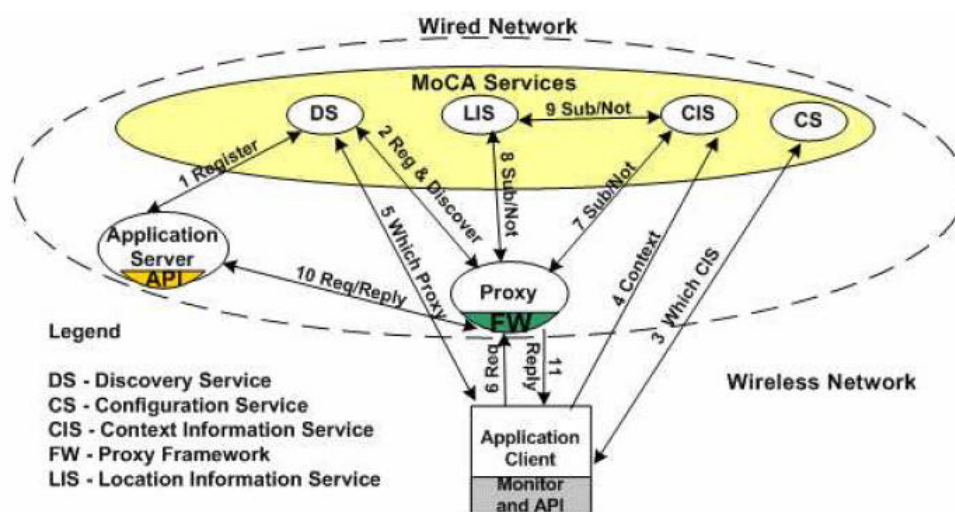 Wired Network
MoCA Services
DS
LIS
9 Sub/Not
CIS
CS
1 Register
2 Reg & Discover
8 Sub/Not
7 Sub/Not
5 Which Proxy
4 Context
3 Which CIS
Application
Server
API
10 Req/Reply
Proxy
FW
6 Req
11
Reply
Wireless Network
Application
Client
Monitor
and API
Legend
DS - Discovery Service
CS - Configuration Service
CIS - Context Information Service
FW - Proxy Framework
LIS - Location Information Service